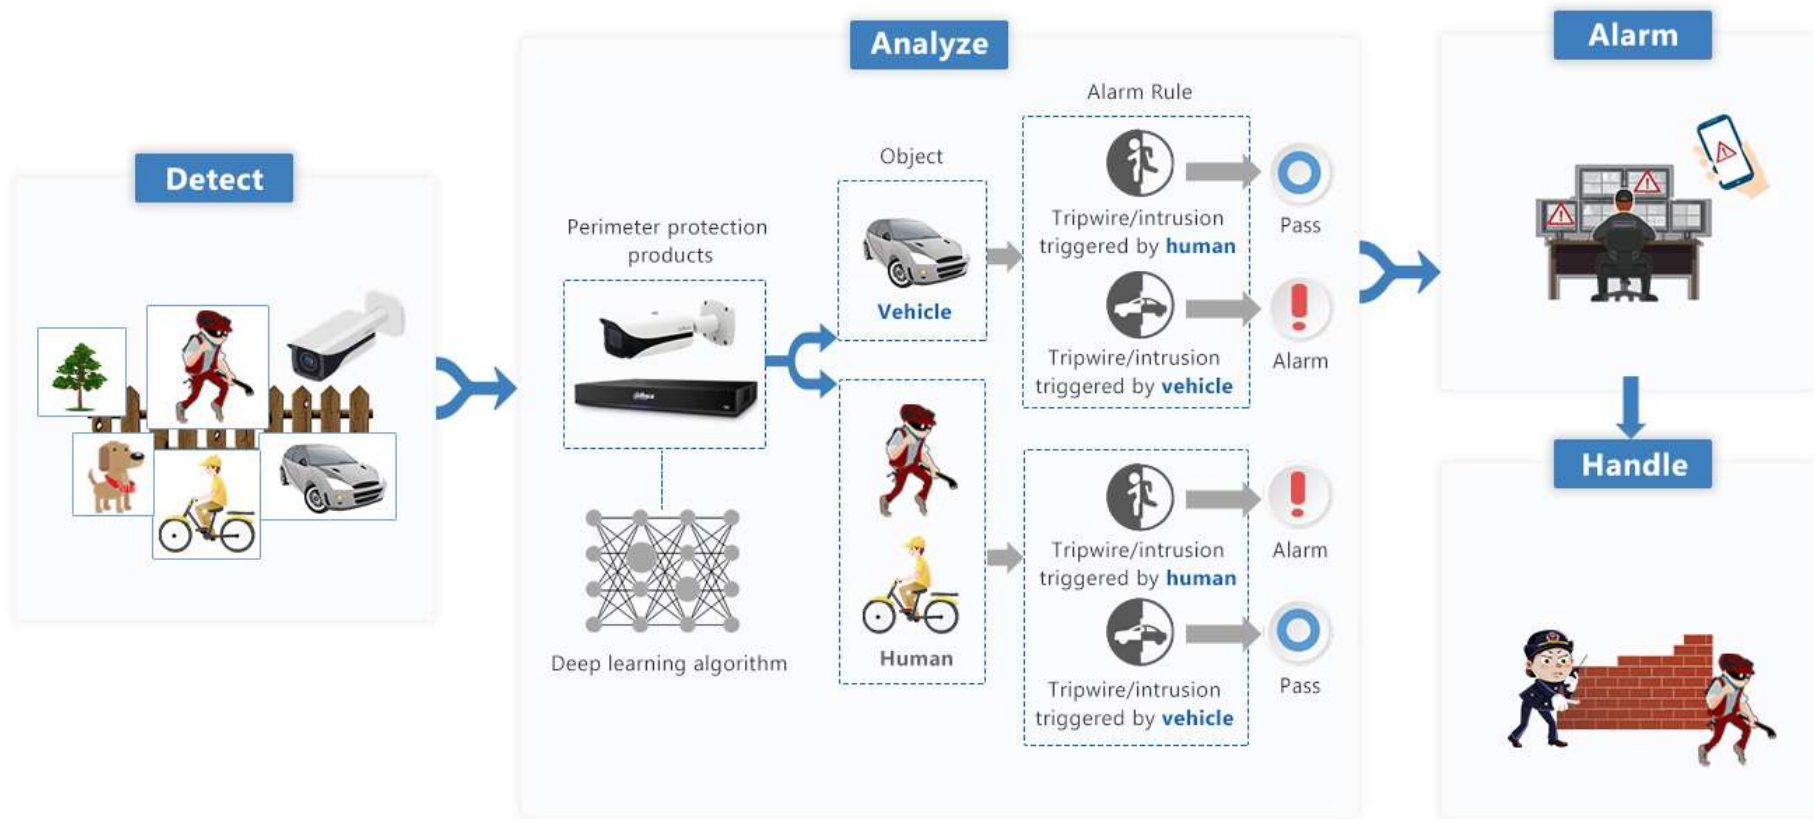 Detect
Analyze
Perimeter protection
products
alhua
Deep learning algorithm
Object
Vehicle
Human
Alarm Rule
Tripwire/intrusion
triggered by human
Pass
Tripwire/intrusion
triggered by vehicle
Alarm
Tripwire/intrusion
triggered by human
Alarm
Tripwire/intrusion
triggered by vehicle
Pass
Alarm
Handle